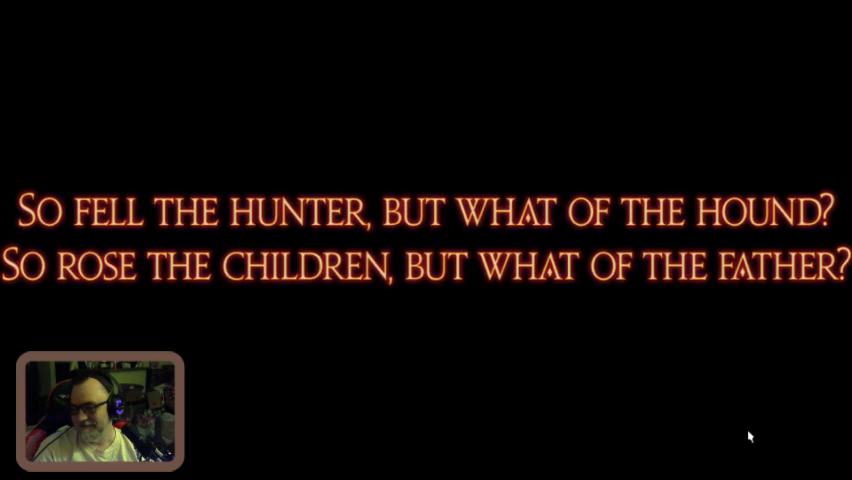 So fell the hunter, but what of the hound?
So rose the children, but what of the father?